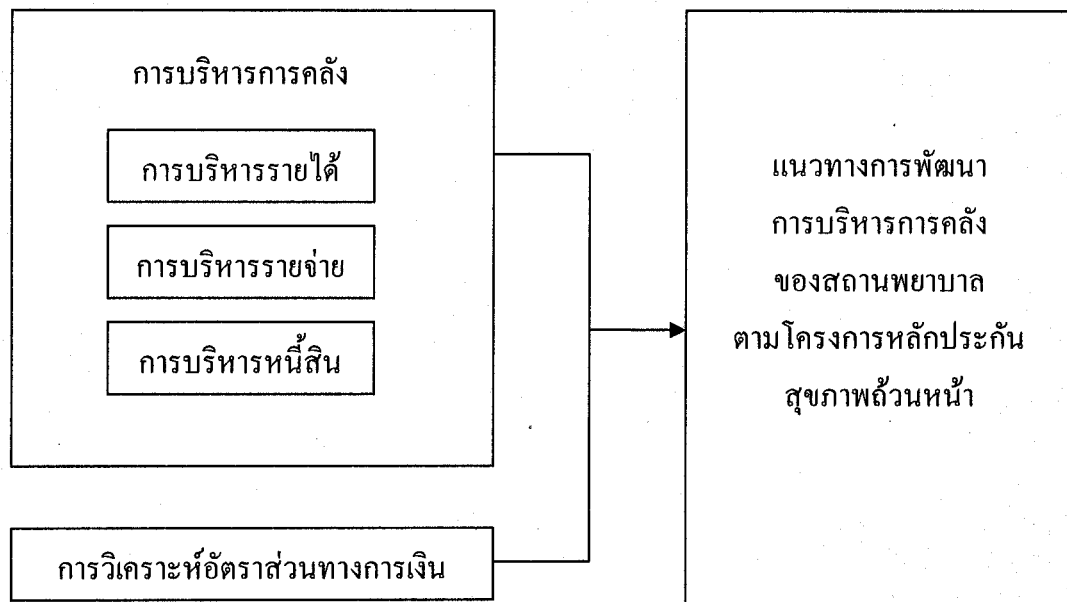 การบริหารการคลัง
การบริหารรายได้
การบริหารรายจ่าย
การบริหารหนี้สิน
การวิเคราะห์อัตราส่วนทางการเงิน
แนวทางการพัฒนา
การบริหารการคลัง
ของสถานพยาบาล
ตามโครงการหลักประกัน
สุขภาพถ้วนหน้า